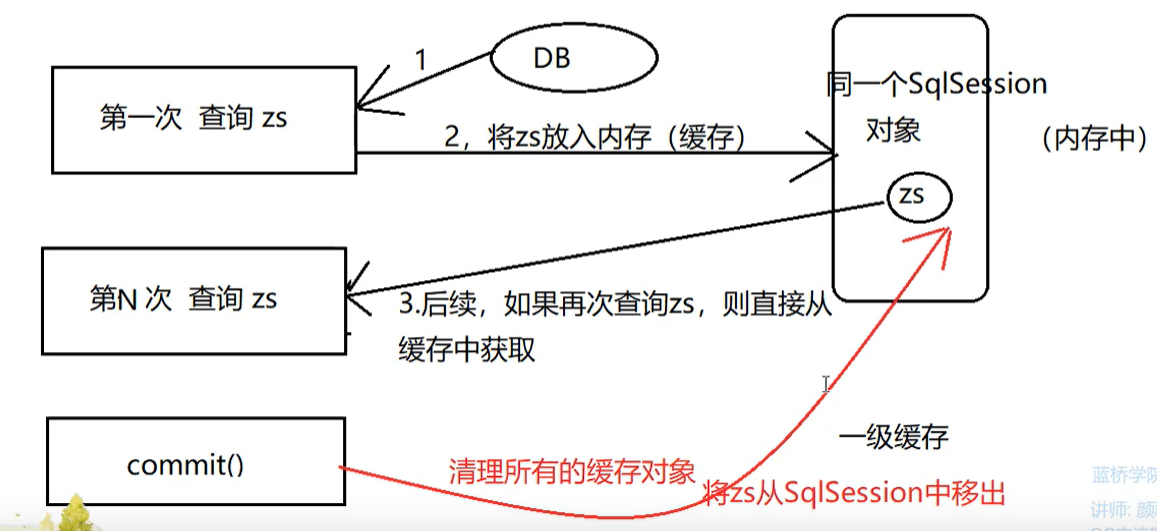 1
DB
第一次 查询 zs
2，将zs放入内存（缓存）
同一个SqlSession
对象
（内存中）
zs
第N 次 查询 zs
3.后续，如果再次查询zs，则直接从
缓存中获取
commit()
清理所有的缓存对象
一级缓存
将zs从SqlSession中移出
蓝桥学院
讲师: 颜